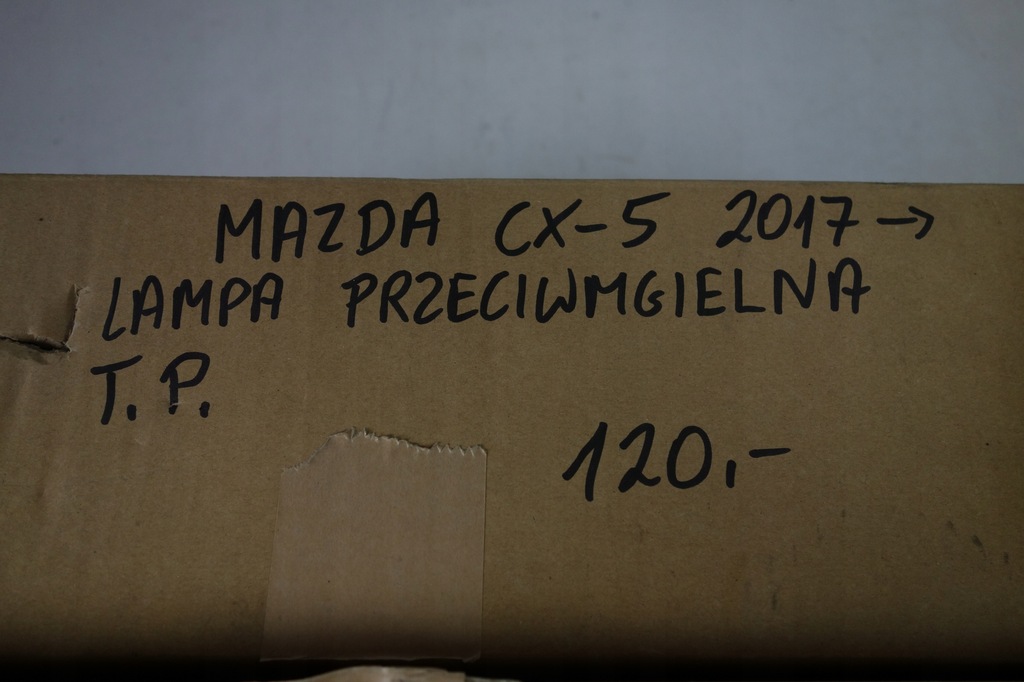 MAZDA CX-5 2017→
LAMPA PRZECIWMGIELNA
T.P.
120,-